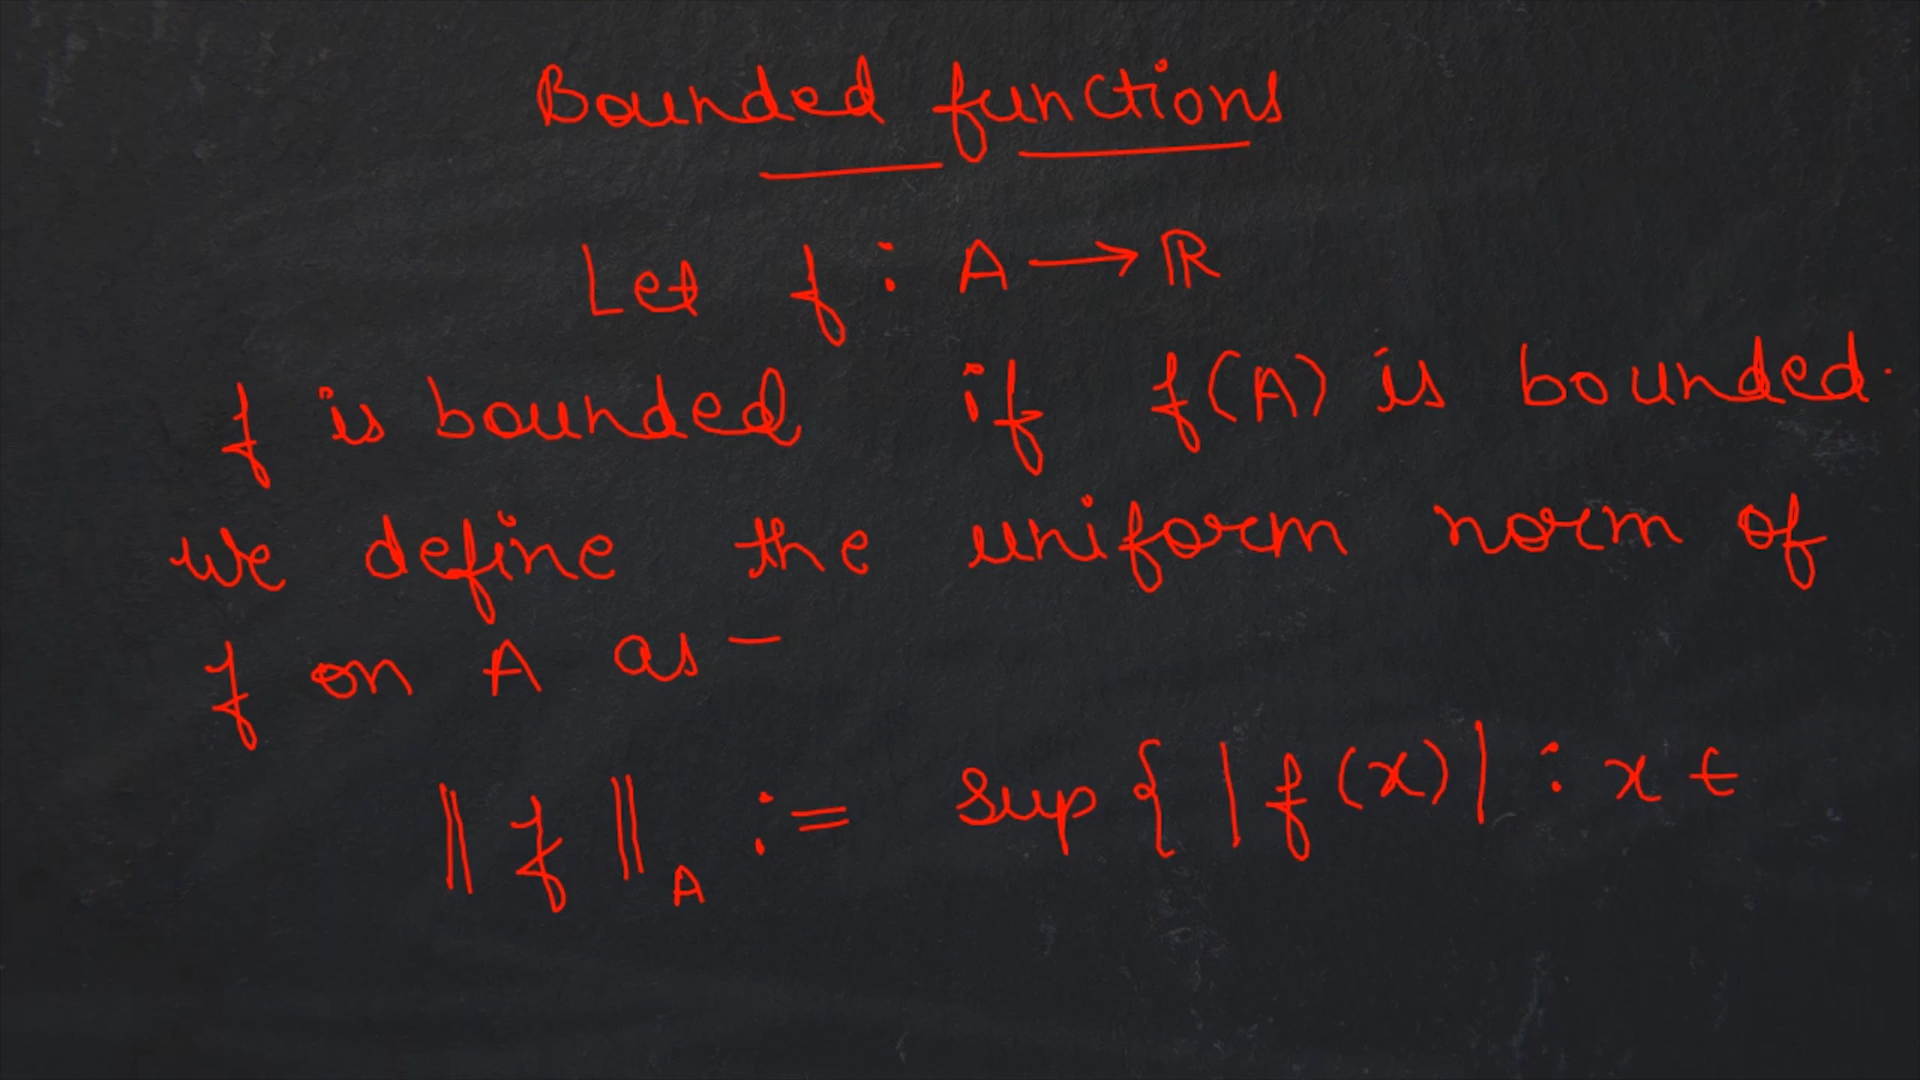 Bounded functions
Let f : A → ℝ
f is bounded if f(A) is bounded.
we define the uniform norm of
f on A as –
‖f‖_A := sup{ |f(x)| : x ∈